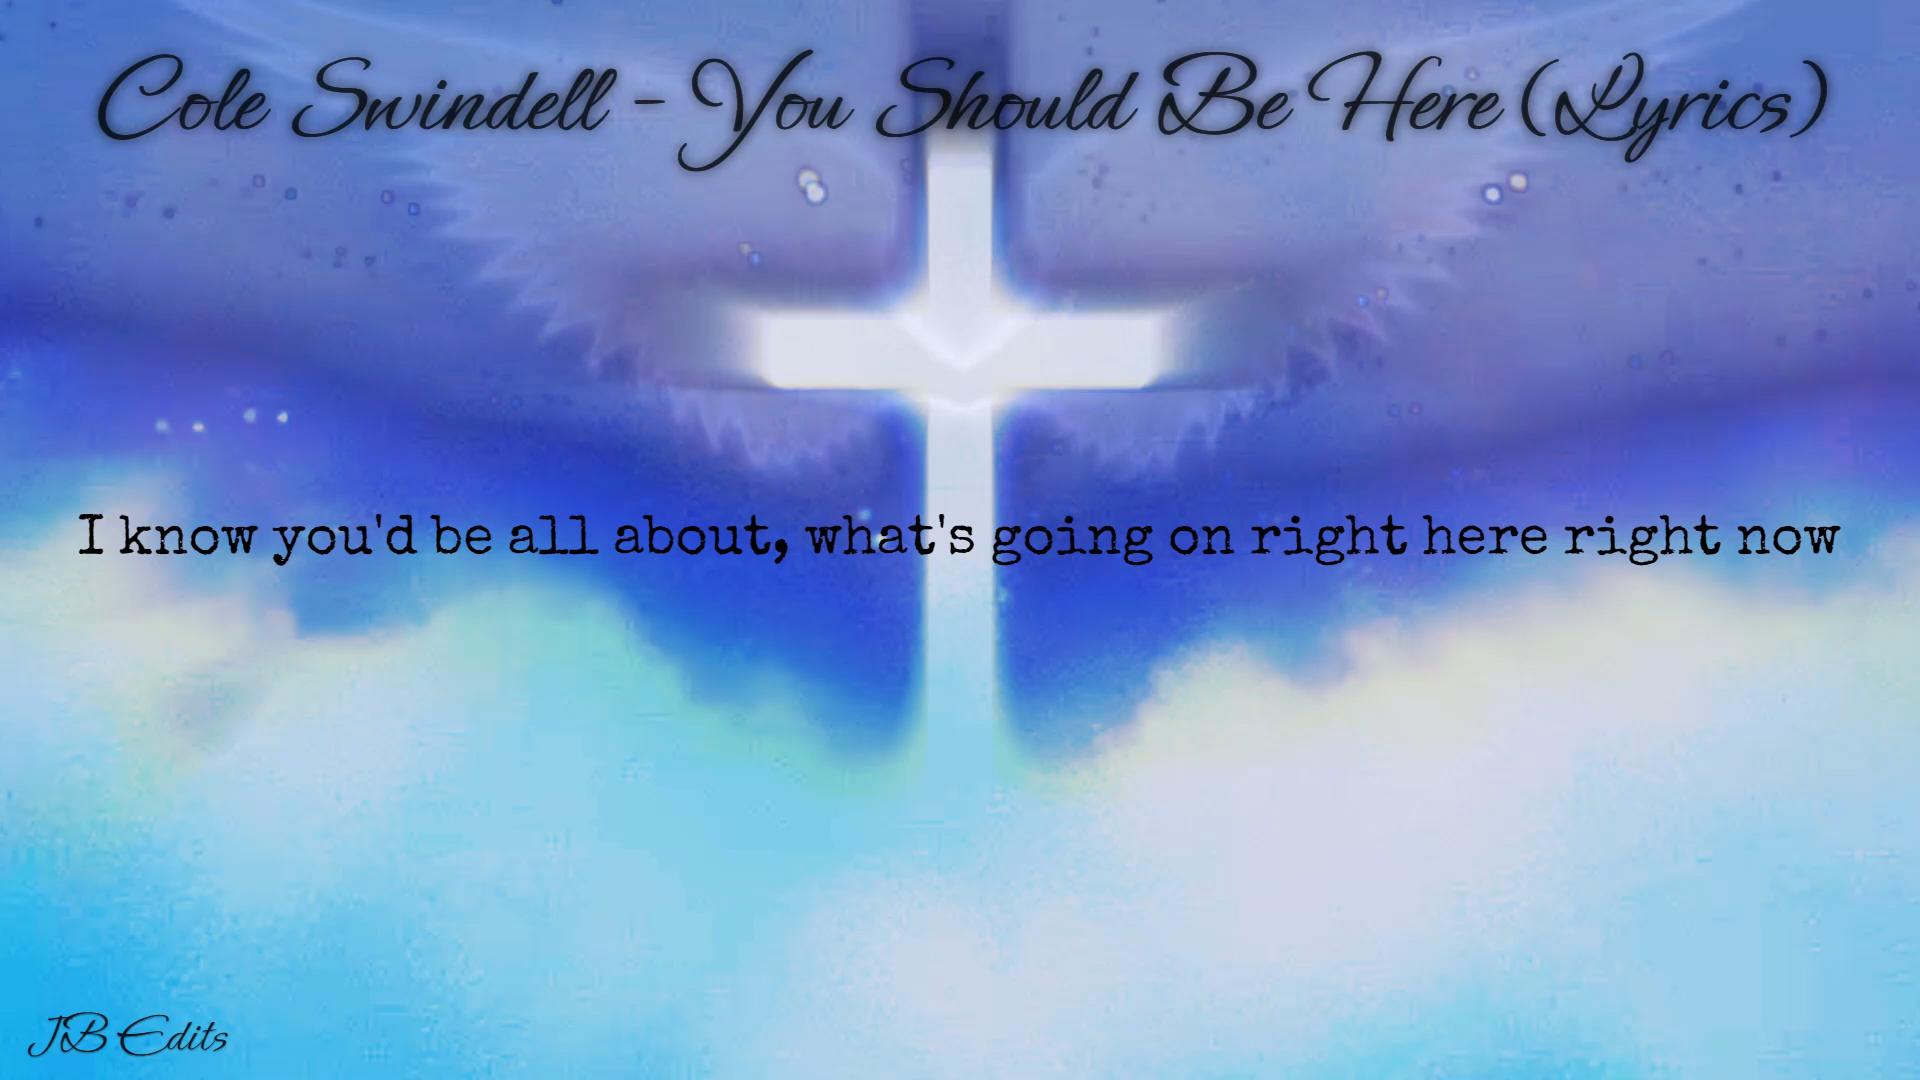 Cole Swindell - You Should Be Here (Lyrics)
I know you'd be all about, what's going on right here right now
JB Edits